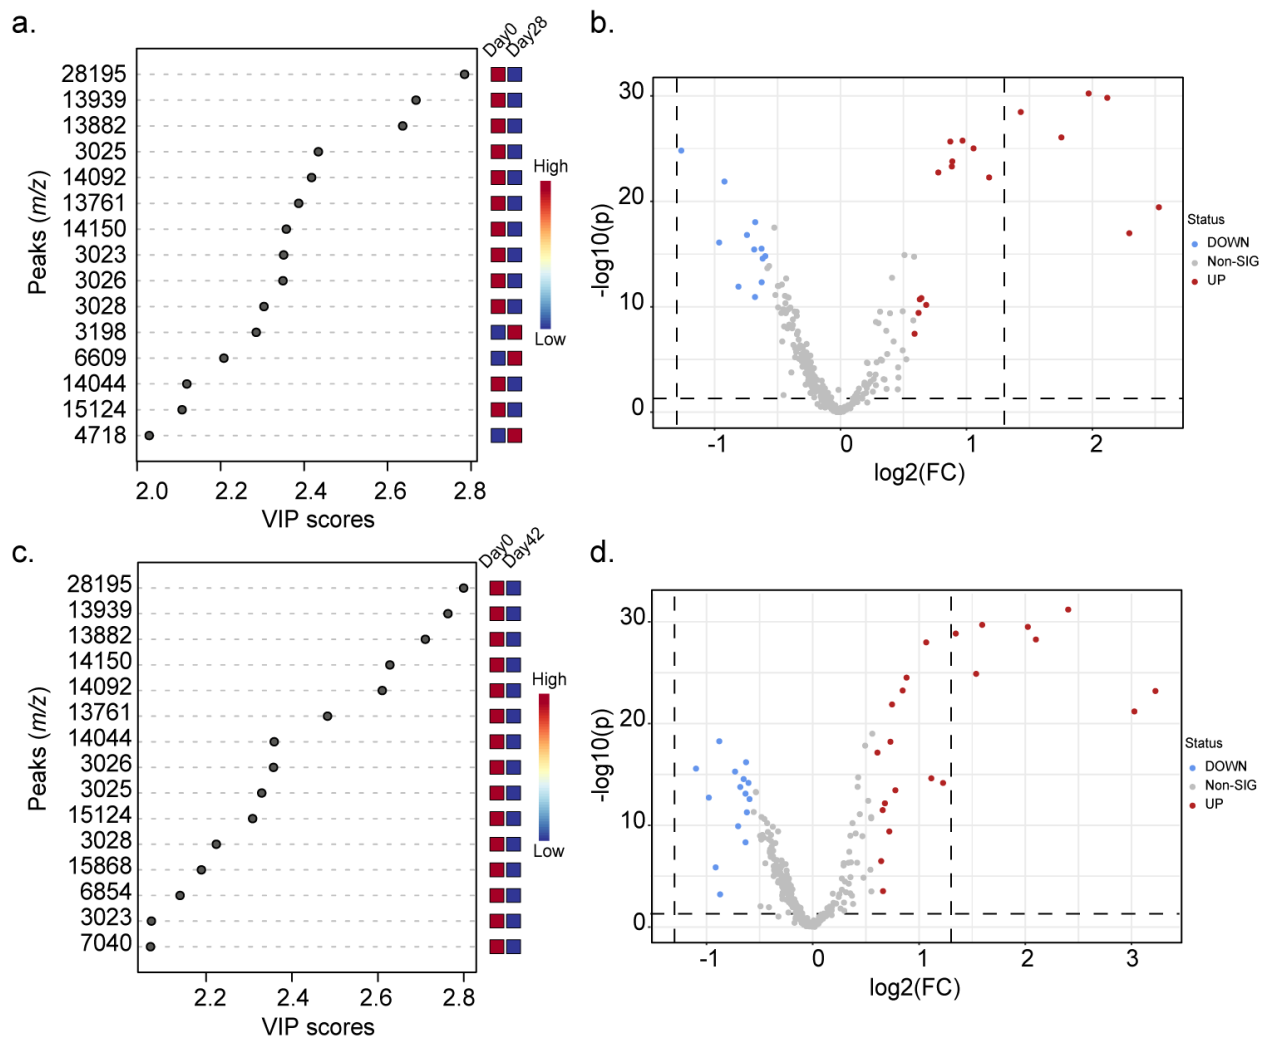 a.
Day0
Day28
28195
13939
13882
3025
14092
13761
14150
3023
3026
3028
3198
6609
14044
15124
4718
Peaks (m/z)
2.0 2.2 2.4 2.6 2.8
VIP scores
High
Low
b.
30
20
10
0
-log10(p)
-1 0 1 2
log2(FC)
Status
DOWN
Non-SIG
UP
c.
Day0
Day42
28195
13939
13882
14150
14092
13761
14044
3026
3025
15124
3028
15868
6854
3023
7040
Peaks (m/z)
2.2 2.4 2.6 2.8
VIP scores
High
Low
d.
30
20
10
0
-log10(p)
-1 0 1 2 3
log2(FC)
Status
DOWN
Non-SIG
UP